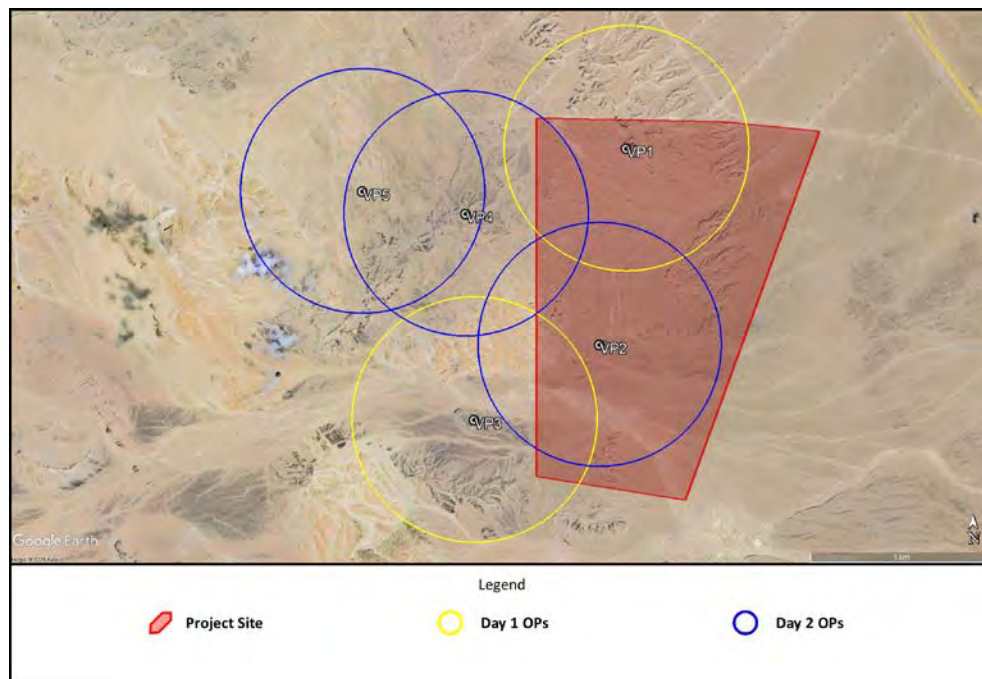 VP1
VP5
VP4
VP2
VP3
Google Earth
N
1 km
Legend
Project Site
Day 1 OPs
Day 2 OPs